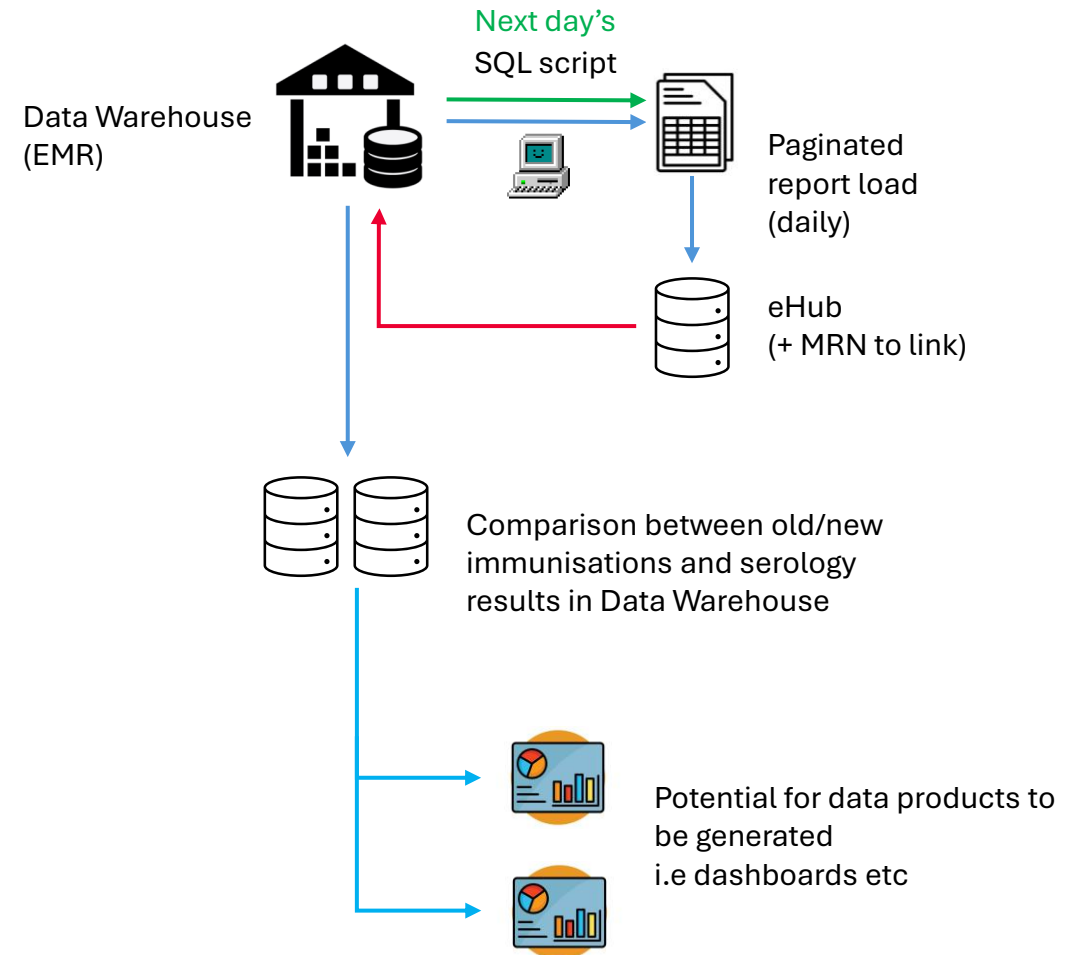 Next day’s
SQL script
Data Warehouse
(EMR)
Paginated
report load
(daily)
eHub
(+ MRN to link)
Comparison between old/new
immunisations and serology
results in Data Warehouse
Potential for data products to
be generated
i.e dashboards etc